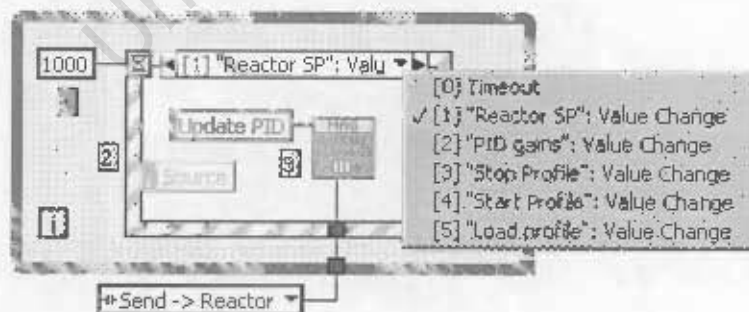 1000
[1] "Reactor SP": Valu
[0] Timeout
[1] "Reactor SP": Value Change
[2] "PID gains": Value Change
[3] "Stop Profile": Value Change
[4] "Start Profile": Value Change
[5] "Load profile": Value Change
Update PID
2
3
Source
i
Send -> Reactor